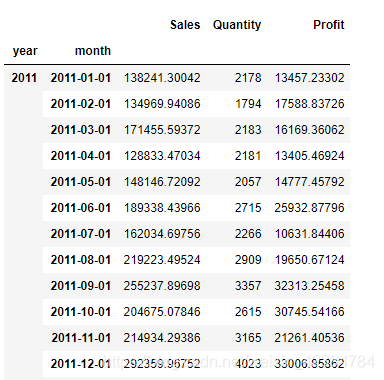 Sales Quantity Profit
year month
2011 2011-01-01 138241.30042 2178 13457.23302
2011-02-01 134969.94086 1794 17588.83726
2011-03-01 171455.59372 2183 16169.36062
2011-04-01 128833.47034 2181 13405.46924
2011-05-01 148146.72092 2057 14777.45792
2011-06-01 189338.43966 2715 25932.87796
2011-07-01 162034.69756 2266 10631.84406
2011-08-01 219223.49524 2909 19650.67124
2011-09-01 255237.89698 3357 32313.25458
2011-10-01 204675.07846 2615 30745.54166
2011-11-01 214934.29386 3165 21261.40536
2011-12-01 292359.96752 4023 33006.95862